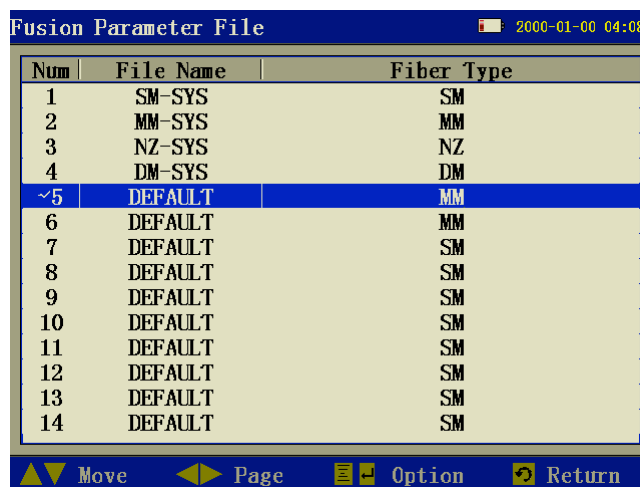 Fusion Parameter File 2000-01-00 04:08
Num File Name Fiber Type
1 SM-SYS SM
2 MM-SYS MM
3 NZ-SYS NZ
4 DM-SYS DM
~5 DEFAULT MM
6 DEFAULT MM
7 DEFAULT SM
8 DEFAULT SM
9 DEFAULT SM
10 DEFAULT SM
11 DEFAULT SM
12 DEFAULT SM
13 DEFAULT SM
14 DEFAULT SM
Move Page Option Return